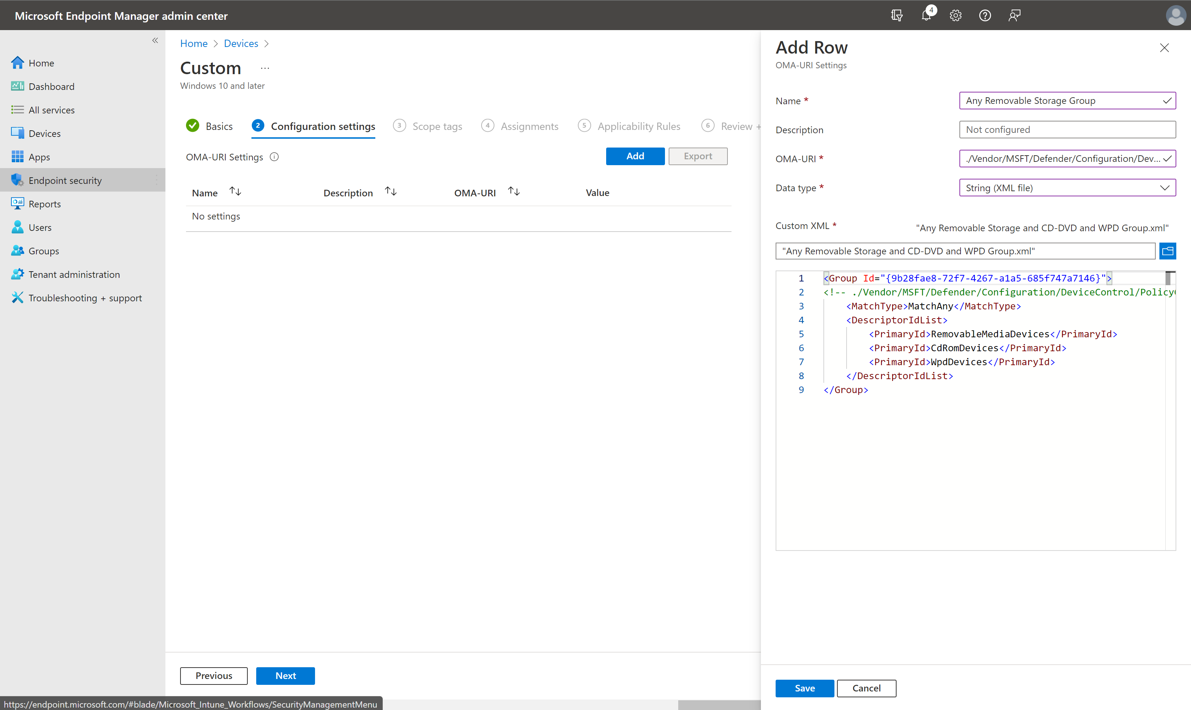 Microsoft Endpoint Manager admin center
4
«
Home
Dashboard
All services
Devices
Apps
Endpoint security
Reports
Users
Groups
Tenant administration
Troubleshooting + support
Home > Devices >
Custom ...
Windows 10 and later
Basics
2 Configuration settings
3 Scope tags
4 Assignments
5 Applicability Rules
6 Review +
OMA-URI Settings
Add
Export
Name
Description
OMA-URI
Value
No settings
Previous
Next
https://endpoint.microsoft.com/#blade/Microsoft_Intune_Workflows/SecurityManagementMenu
Add Row
OMA-URI Settings
Name *
Any Removable Storage Group
Description
Not configured
OMA-URI *
./Vendor/MSFT/Defender/Configuration/Dev...
Data type *
String (XML file)
Custom XML *
"Any Removable Storage and CD-DVD and WPD Group.xml"
"Any Removable Storage and CD-DVD and WPD Group.xml"
1 <Group Id="{9b28fae8-72f7-4267-a1a5-685f747a7146}">
2 <!-- ./Vendor/MSFT/Defender/Configuration/DeviceControl/Policy
3 <MatchType>MatchAny</MatchType>
4 <DescriptorIdList>
5 <PrimaryId>RemovableMediaDevices</PrimaryId>
6 <PrimaryId>CdRomDevices</PrimaryId>
7 <PrimaryId>WpdDevices</PrimaryId>
8 </DescriptorIdList>
9 </Group>
Save
Cancel